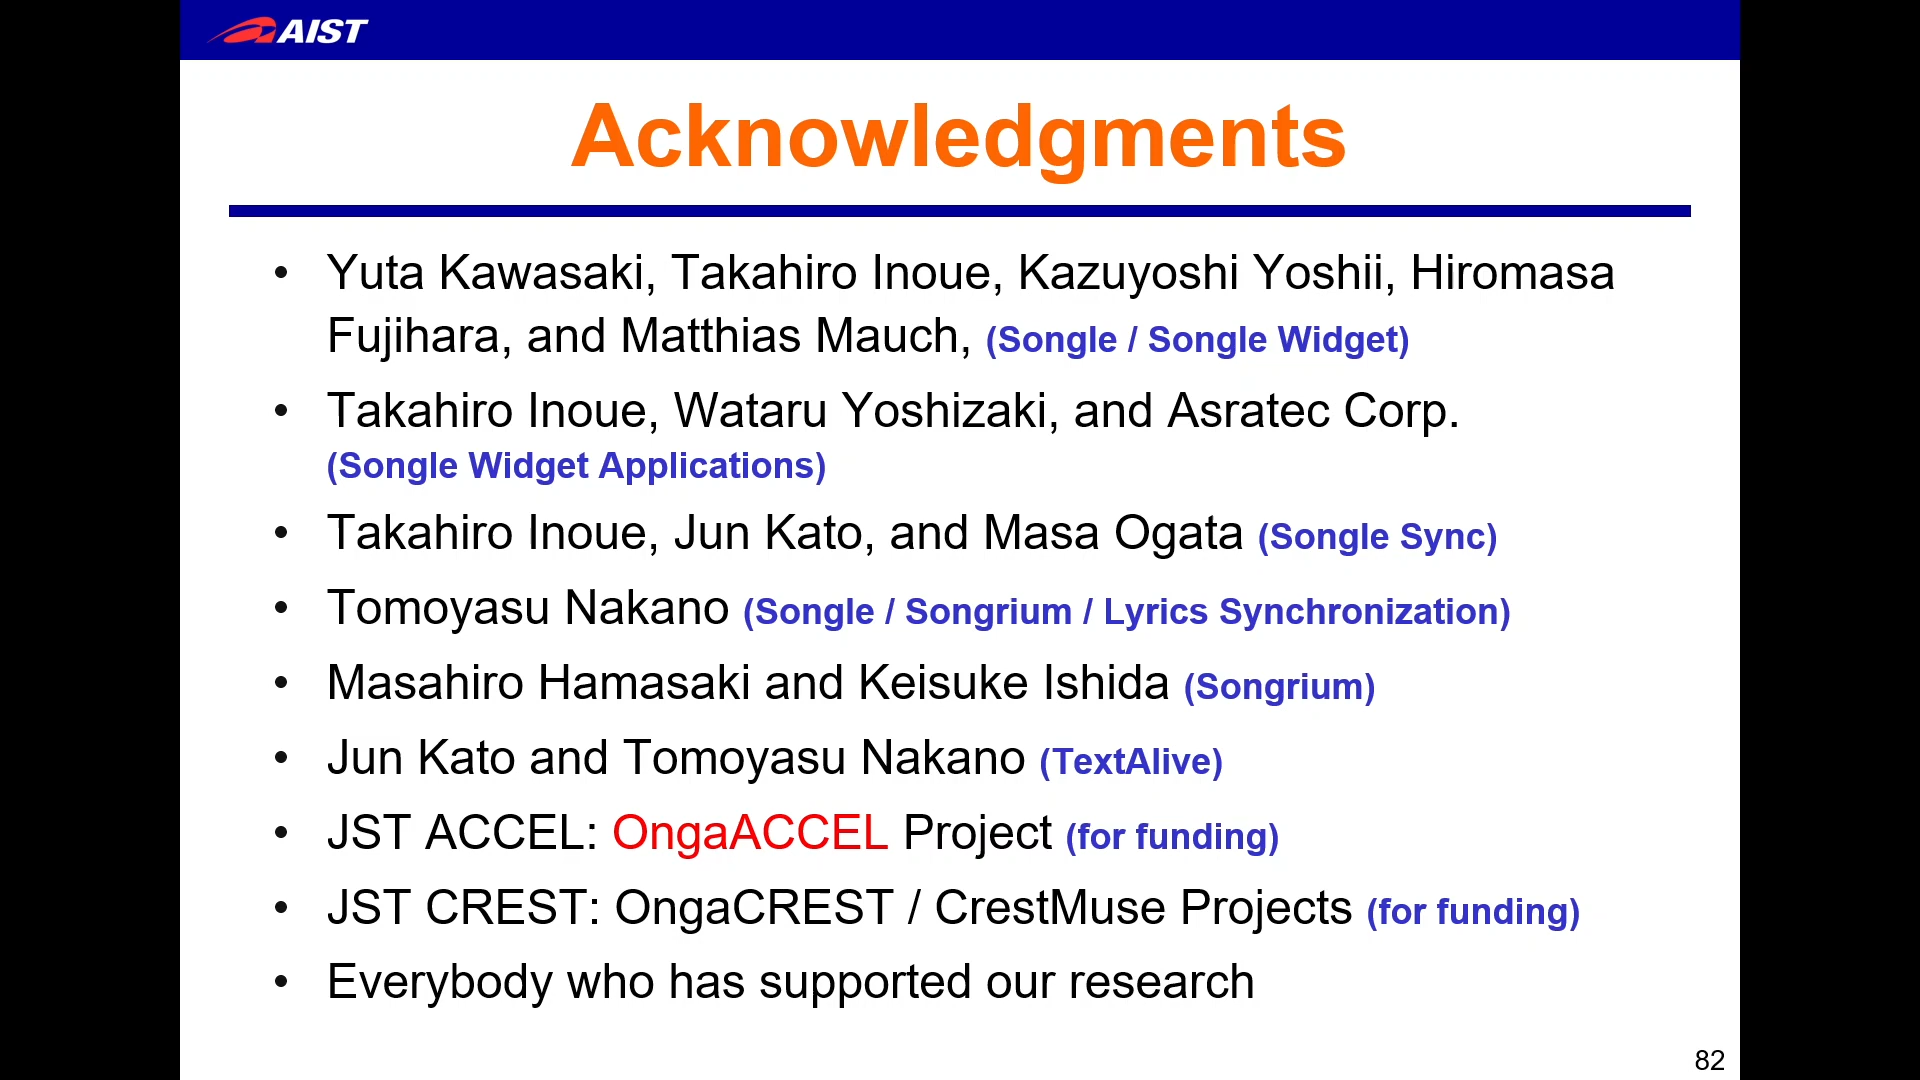 AIST
Acknowledgments
• Yuta Kawasaki, Takahiro Inoue, Kazuyoshi Yoshii, Hiromasa
Fujihara, and Matthias Mauch, (Songle / Songle Widget)
• Takahiro Inoue, Wataru Yoshizaki, and Asratec Corp.
(Songle Widget Applications)
• Takahiro Inoue, Jun Kato, and Masa Ogata (Songle Sync)
• Tomoyasu Nakano (Songle / Songrium / Lyrics Synchronization)
• Masahiro Hamasaki and Keisuke Ishida (Songrium)
• Jun Kato and Tomoyasu Nakano (TextAlive)
• JST ACCEL: OngaACCEL Project (for funding)
• JST CREST: OngaCREST / CrestMuse Projects (for funding)
• Everybody who has supported our research
82